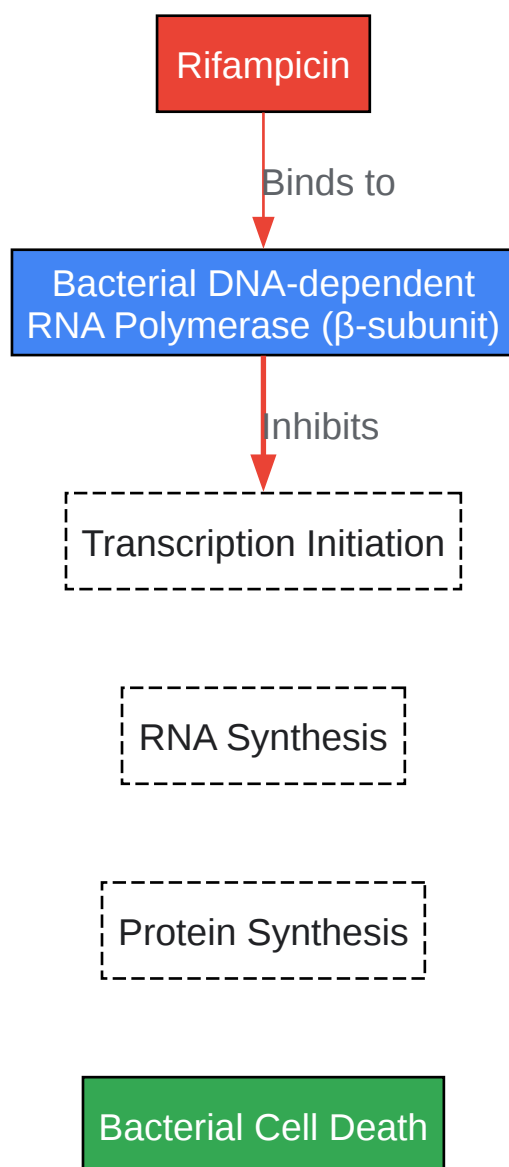 Rifampicin
Binds to
Bacterial DNA-dependent
RNA Polymerase (β-subunit)
Inhibits
Transcription Initiation
RNA Synthesis
Protein Synthesis
Bacterial Cell Death